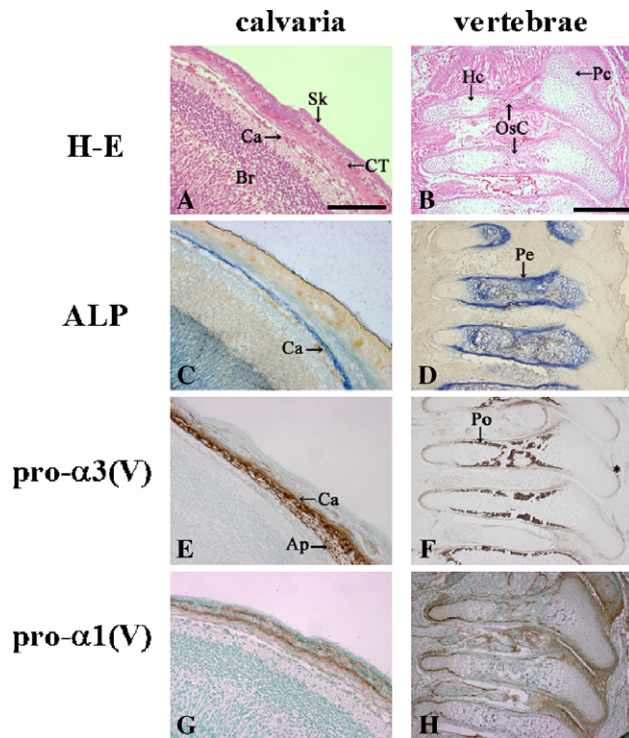 calvaria vertebrae
H-E
Sk
Ca
CT
Br
A
Hc
Pc
OsC
B
ALP
Ca
C
Pe
D
pro-α3(V)
Ca
Ap
E
Po
*
F
pro-α1(V)
G
H